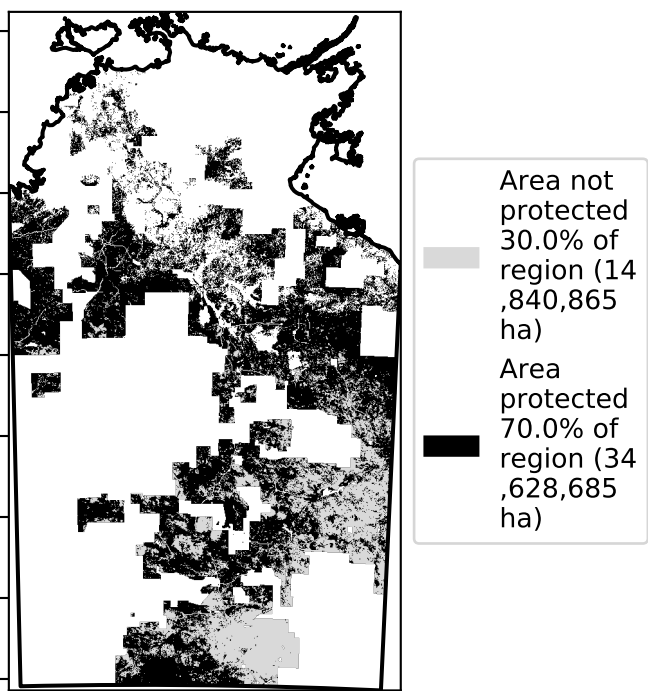 Area not
protected
30.0% of
region (14
,840,865
ha)
Area
protected
70.0% of
region (34
,628,685
ha)